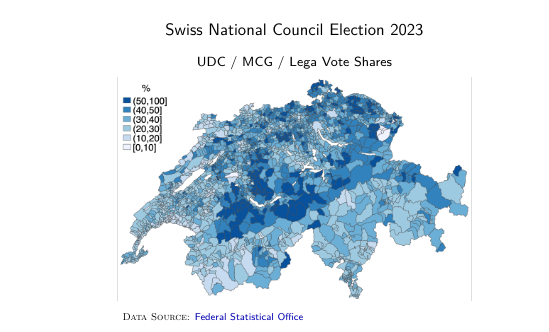 Swiss National Council Election 2023
UDC / MCG / Lega Vote Shares
%
(50,100]
(40,50]
(30,40]
(20,30]
(10,20]
[0,10]
Data Source: Federal Statistical Office